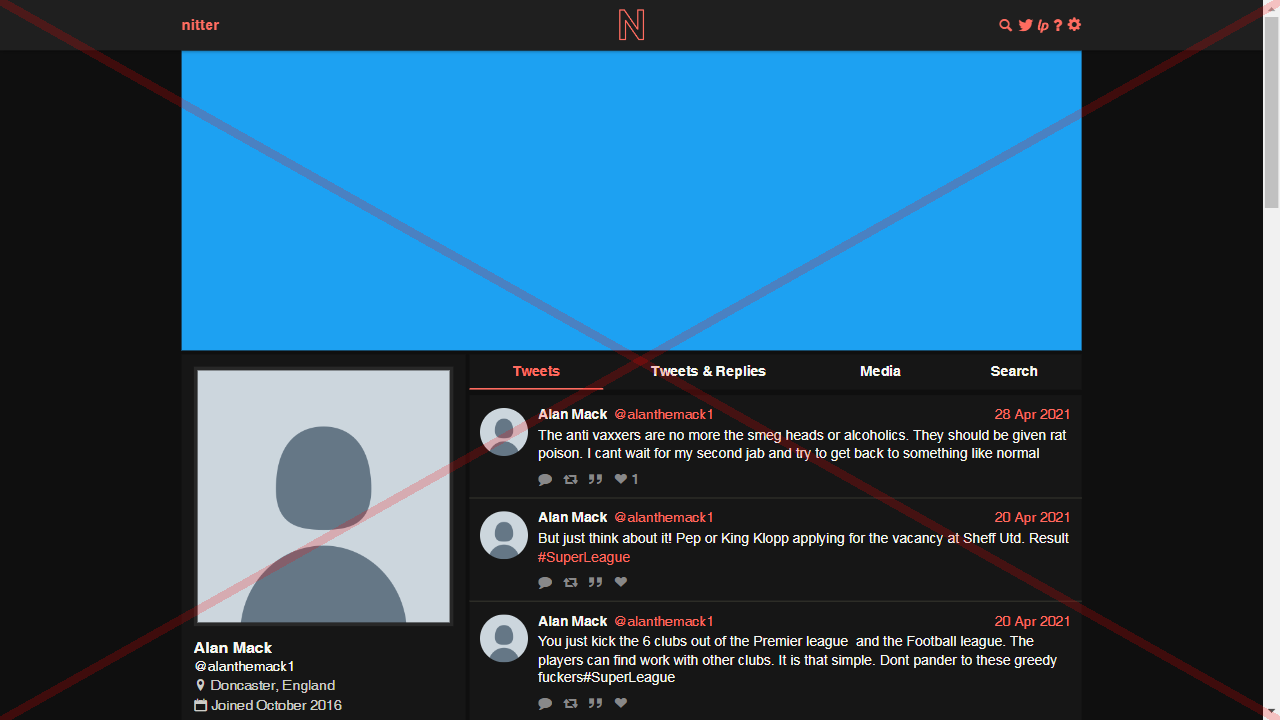 nitter
N
lp ?
Tweets
Tweets & Replies
Media
Search
Alan Mack @alanthemack1 28 Apr 2021
The anti vaxxers are no more the smeg heads or alcoholics. They should be given rat
poison. I cant wait for my second jab and try to get back to something like normal
1
Alan Mack @alanthemack1 20 Apr 2021
But just think about it! Pep or King Klopp applying for the vacancy at Sheff Utd. Result
#SuperLeague
Alan Mack @alanthemack1 20 Apr 2021
You just kick the 6 clubs out of the Premier league  and the Football league. The
players can find work with other clubs. It is that simple. Dont pander to these greedy
fuckers#SuperLeague
Alan Mack
@alanthemack1
Doncaster, England
Joined October 2016